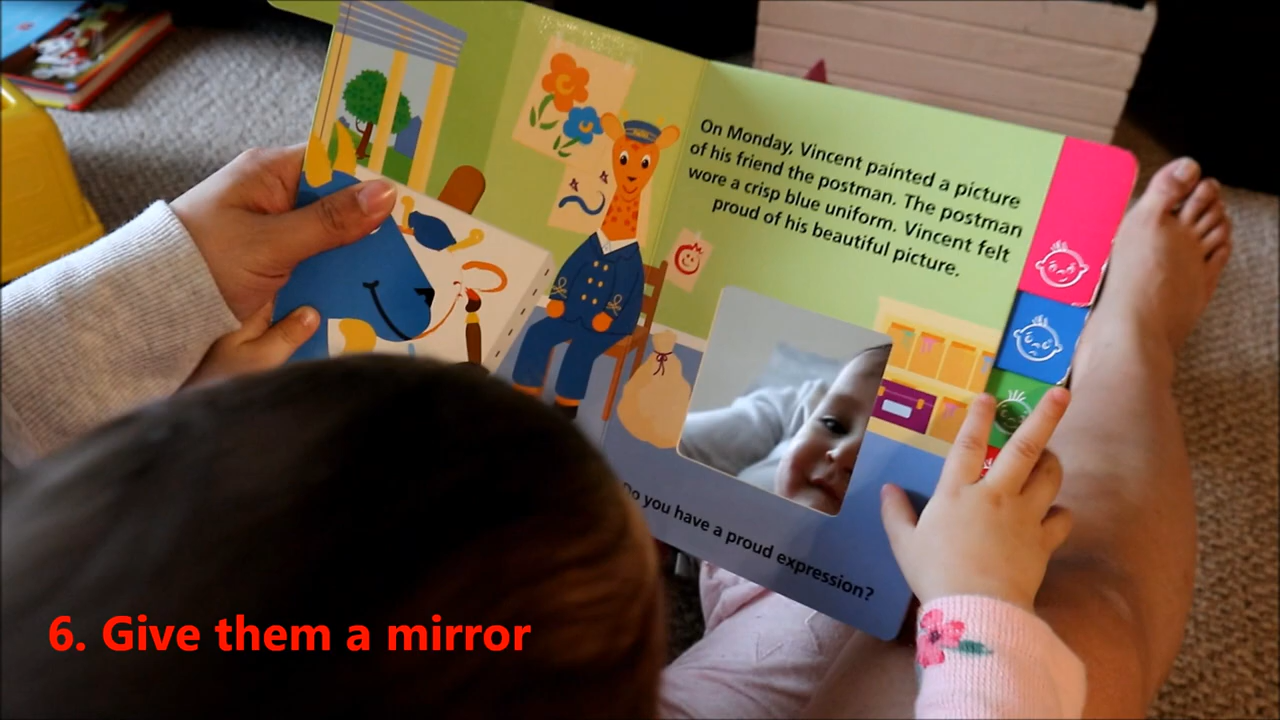 On Monday, Vincent painted a picture
of his friend the postman. The postman
wore a crisp blue uniform. Vincent felt
proud of his beautiful picture.
Do you have a proud expression?
6. Give them a mirror